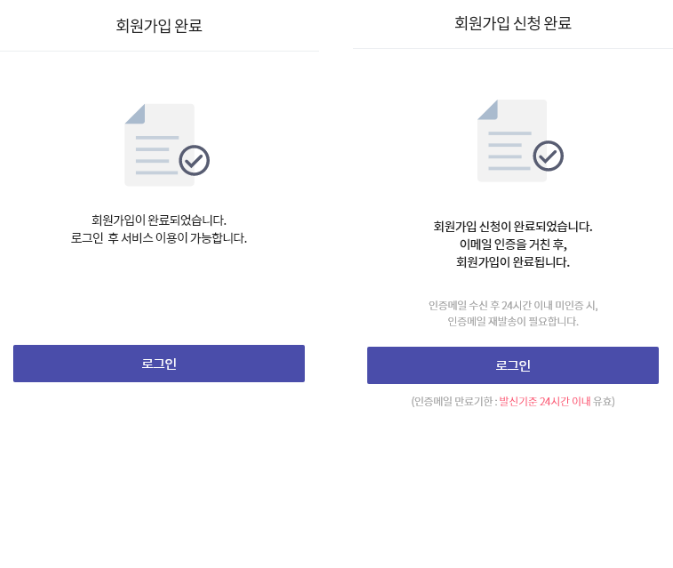 회원가입 완료
회원가입이 완료되었습니다.
로그인 후 서비스 이용이 가능합니다.
로그인
회원가입 신청 완료
회원가입 신청이 완료되었습니다.
이메일 인증을 거친 후,
회원가입이 완료됩니다.
인증메일 수신 후 24시간 이내 미인증 시,
인증메일 재발송이 필요합니다.
로그인
(인증메일 만료기한 : 발신기준 24시간 이내 유효)